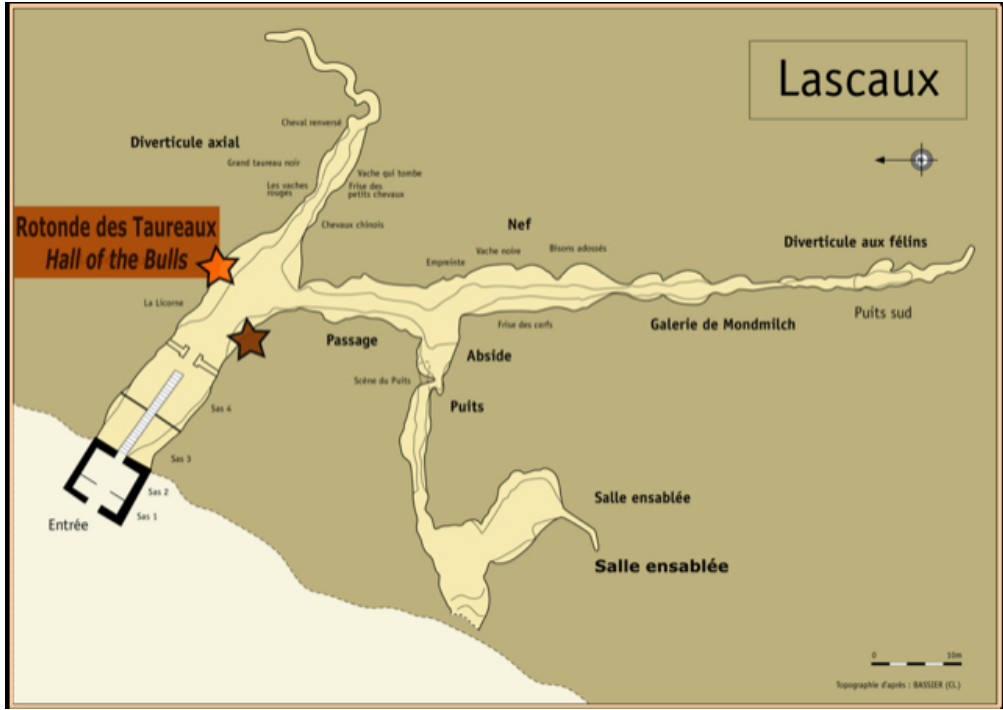 Lascaux
Cheval renversé
Diverticule axial
Grand taureau noir
Vache qui tombe
Les vaches
rouges
Frise des
petits chevaux
Chevaux chinois
Rotonde des Taureaux
Hall of the Bulls
Nef
Vache noire
Bisons adossés
Empreinte
Diverticule aux félins
La Licorne
Puits sud
Frise des cerfs
Galerie de Mondmilch
Passage
Abside
Scène du Puits
Puits
Sas 4
Sas 3
Sas 2
Sas 1
Entrée
Salle ensablée
Salle ensablée
0 10m
Topographie d'après : BASSIER (CL.)